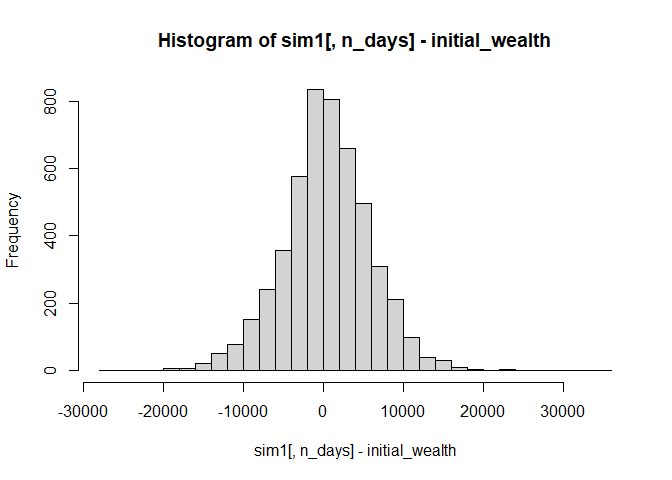 Histogram of sim1[, n_days] - initial_wealth
Frequency
800
600
400
200
0
-30000 -20000 -10000 0 10000 20000 30000
sim1[, n_days] - initial_wealth